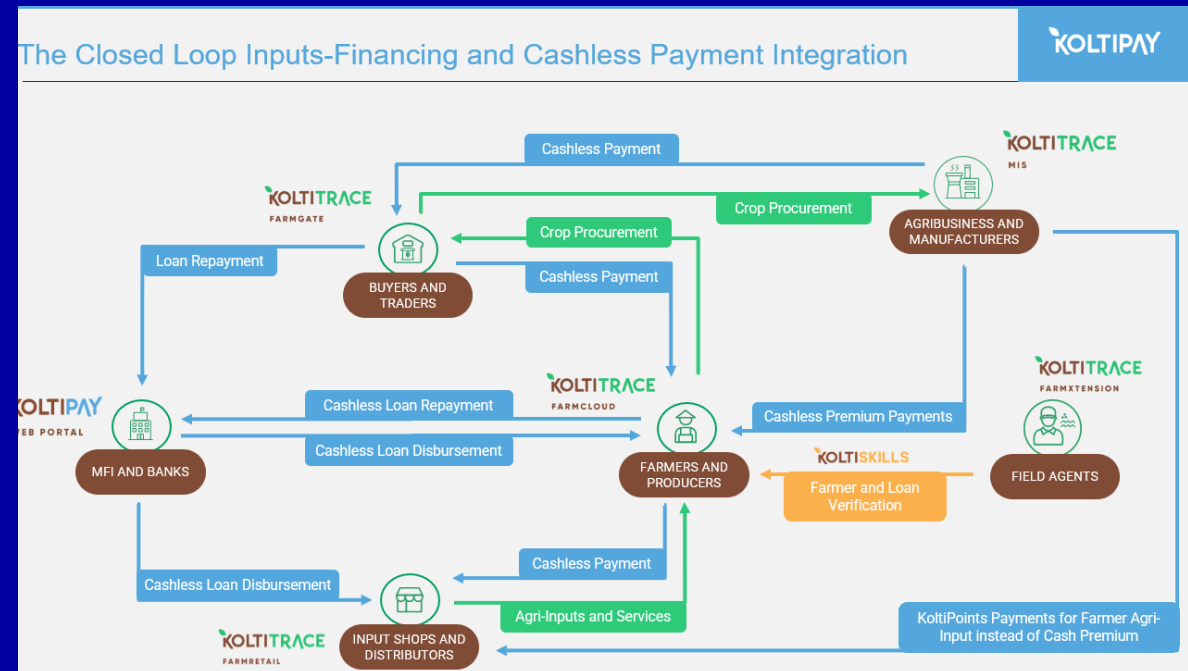 The Closed Loop Inputs-Financing and Cashless Payment Integration
KOLTIPAY
Cashless Payment
KOLTITRACE
MIS
KOLTITRACE
FARMGATE
Crop Procurement
AGRIBUSINESS AND
MANUFACTURERS
Crop Procurement
Loan Repayment
Cashless Payment
BUYERS AND
TRADERS
KOLTITRACE
FARMXTENSION
KOLTITRACE
FARMCLOUD
KOLTIPAY
WEB PORTAL
Cashless Loan Repayment
Cashless Premium Payments
Cashless Loan Disbursement
KOLTISKILLS
MFI AND BANKS
FARMERS AND
PRODUCERS
Farmer and Loan
Verification
FIELD AGENTS
Cashless Payment
Cashless Loan Disbursement
Agri-Inputs and Services
KoltiPoints Payments for Farmer Agri-
Input instead of Cash Premium
KOLTITRACE
FARMRETAIL
INPUT SHOPS AND
DISTRIBUTORS